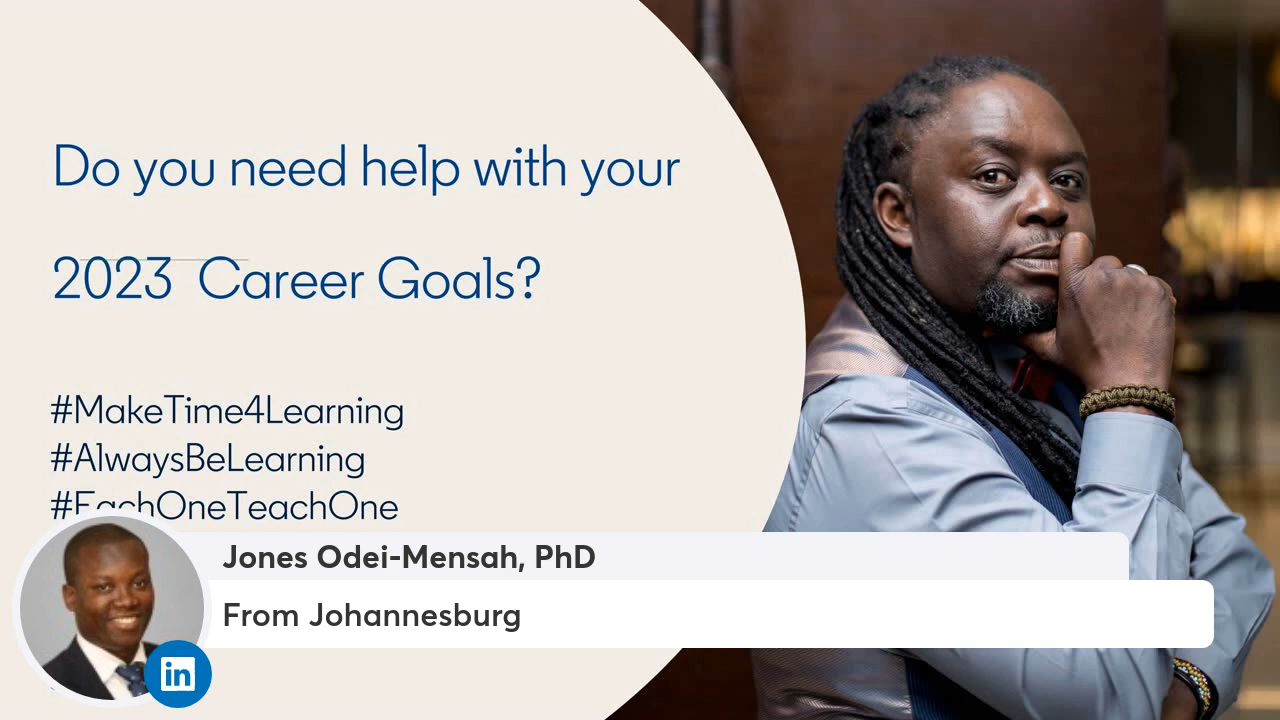 Do you need help with your
2023 Career Goals?
#MakeTime4Learning
#AlwaysBeLearning
#EachOneTeachOne
Jones Odei-Mensah, PhD
From Johannesburg
in